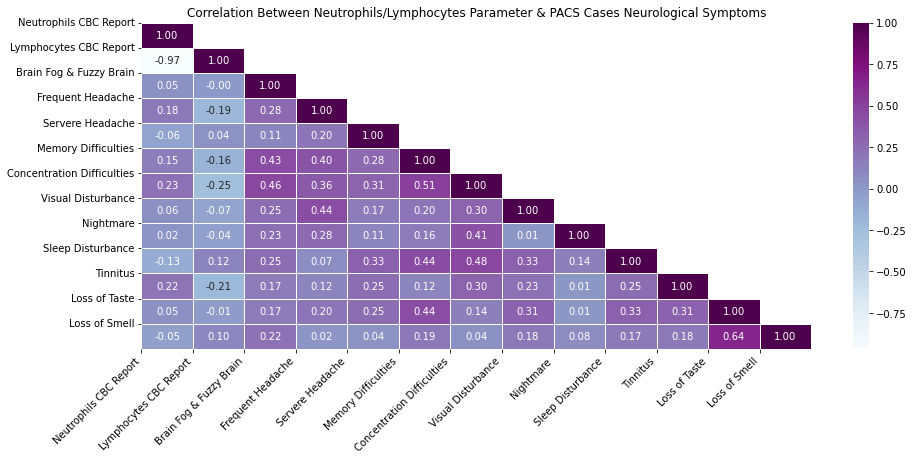 Correlation Between Neutrophils/Lymphocytes Parameter & PACS Cases Neurological Symptoms
Neutrophils CBC Report
1.00
Lymphocytes CBC Report
-0.97 1.00
Brain Fog & Fuzzy Brain
0.05 -0.00 1.00
Frequent Headache
0.18 -0.19 0.28 1.00
Servere Headache
-0.06 0.04 0.11 0.20 1.00
Memory Difficulties
0.15 -0.16 0.43 0.40 0.28 1.00
Concentration Difficulties
0.23 -0.25 0.46 0.36 0.31 0.51 1.00
Visual Disturbance
0.06 -0.07 0.25 0.44 0.17 0.20 0.30 1.00
Nightmare
0.02 -0.04 0.23 0.28 0.11 0.16 0.41 0.01 1.00
Sleep Disturbance
-0.13 0.12 0.25 0.07 0.33 0.44 0.48 0.33 0.14 1.00
Tinnitus
0.22 -0.21 0.17 0.12 0.25 0.12 0.30 0.23 0.01 0.25 1.00
Loss of Taste
0.05 -0.01 0.17 0.20 0.25 0.44 0.14 0.31 0.01 0.33 0.31 1.00
Loss of Smell
-0.05 0.10 0.22 0.02 0.04 0.19 0.04 0.18 0.08 0.17 0.18 0.64 1.00
Neutrophils CBC Report
Lymphocytes CBC Report
Brain Fog & Fuzzy Brain
Frequent Headache
Servere Headache
Memory Difficulties
Concentration Difficulties
Visual Disturbance
Nightmare
Sleep Disturbance
Tinnitus
Loss of Taste
Loss of Smell
1.00
0.75
0.50
0.25
0.00
−0.25
−0.50
−0.75